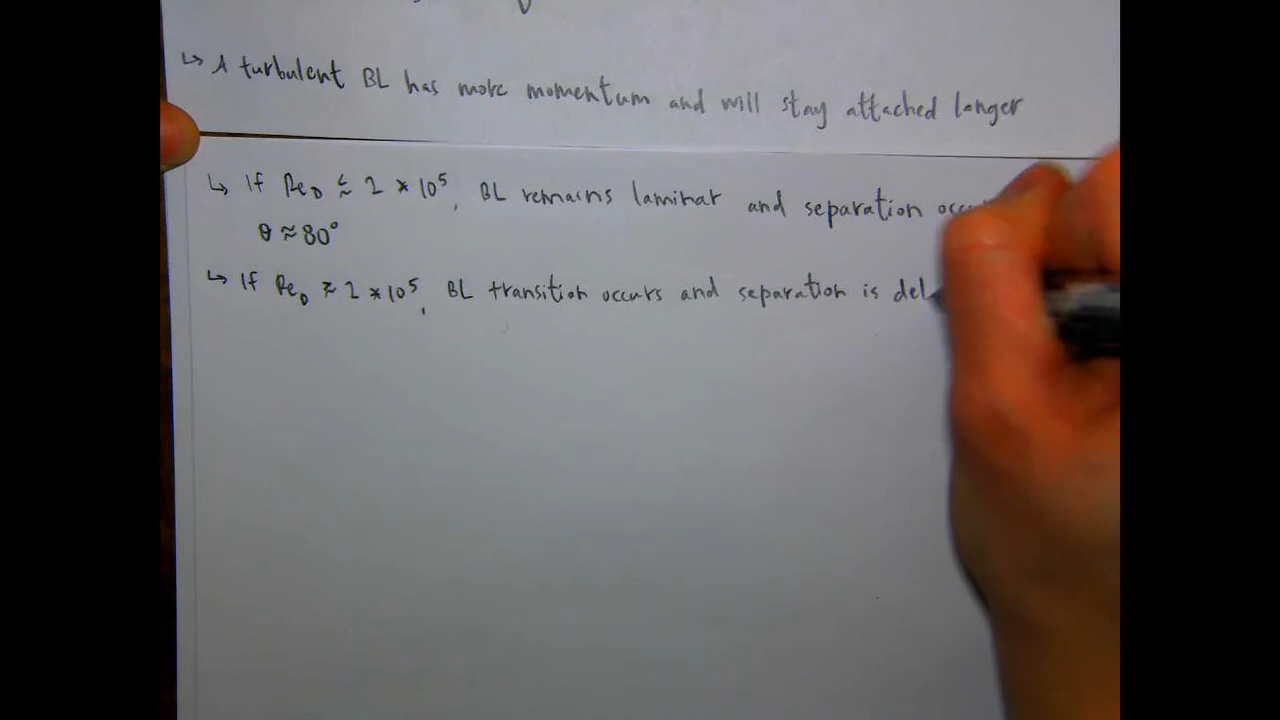 ↳ A turbulent BL has more momentum and will stay attached longer
↳ If Re_D ≲ 2 * 10^5, BL remains laminar and separation occu
θ ≈ 80°
↳ If Re_D ≳ 2 * 10^5, BL transition occurs and separation is del